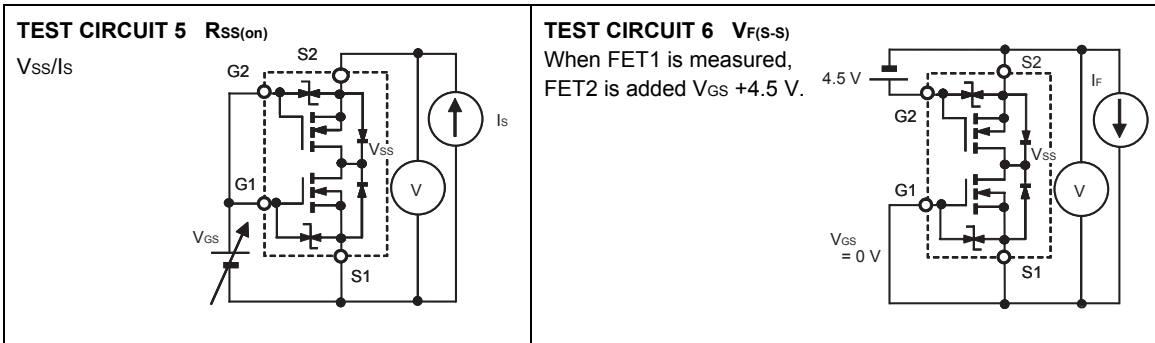 TEST CIRCUIT 5 RSS(on)
VSS/IS
S2
G2
IS
VSS
G1
V
VGS
S1
TEST CIRCUIT 6 VF(S-S)
When FET1 is measured,
FET2 is added VGS +4.5 V.
S2
4.5 V
IF
G2
VSS
G1
V
VGS
= 0 V
S1